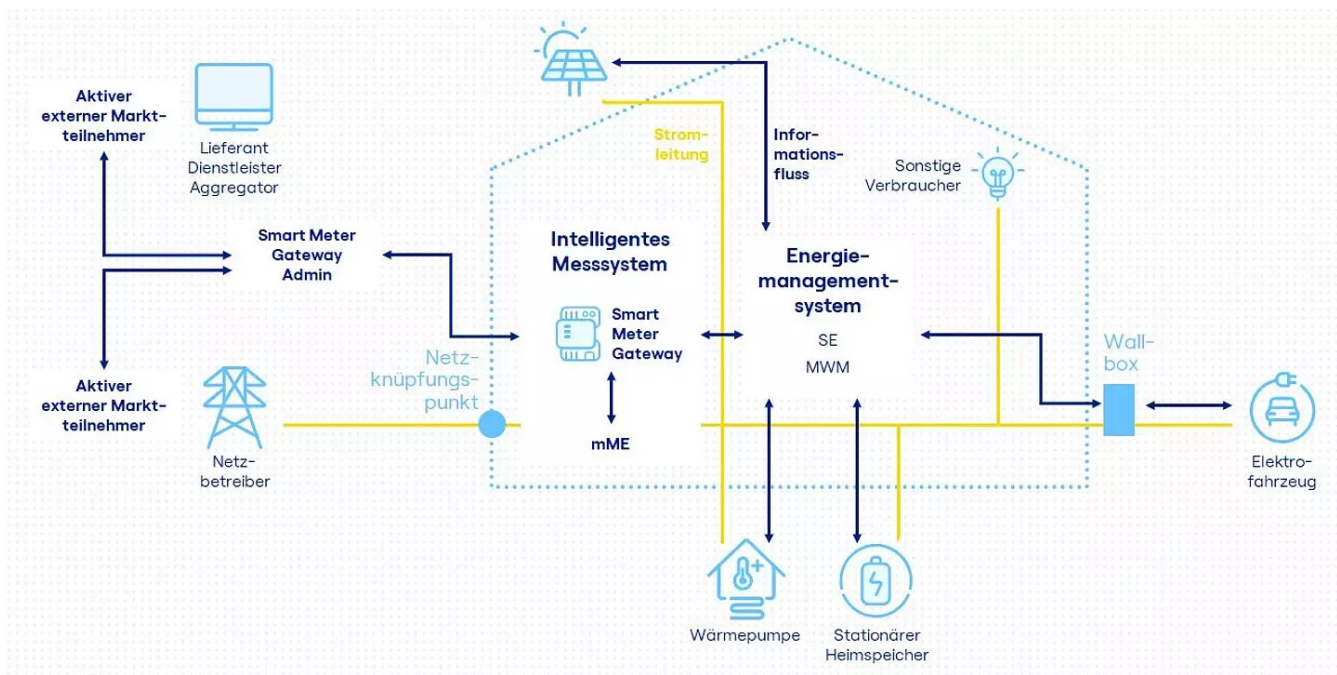 Aktiver
externer Markt-
teilnehmer
Lieferant
Dienstleister
Aggregator
Smart Meter
Gateway
Admin
Aktiver
externer Markt-
teilnehmer
Netz-
betreiber
Netz-
knüpfungs-
punkt
Strom-
leitung
Infor-
mations-
fluss
Sonstige
Verbraucher
Intelligentes
Messsystem
Smart
Meter
Gateway
mME
Energie-
management-
system
SE
MWM
Wall-
box
Elektro-
fahrzeug
Wärmepumpe
Stationärer
Heimspeicher